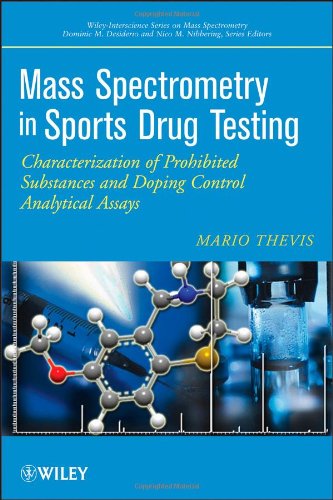 Wiley-Interscience Series on Mass Spectrometry
Dominic M. Desiderio and Nico M. Nibbering, Series Editors
Mass Spectrometry
in Sports Drug Testing
Characterization of Prohibited
Substances and Doping Control
Analytical Assays
MARIO THEVIS
WILEY